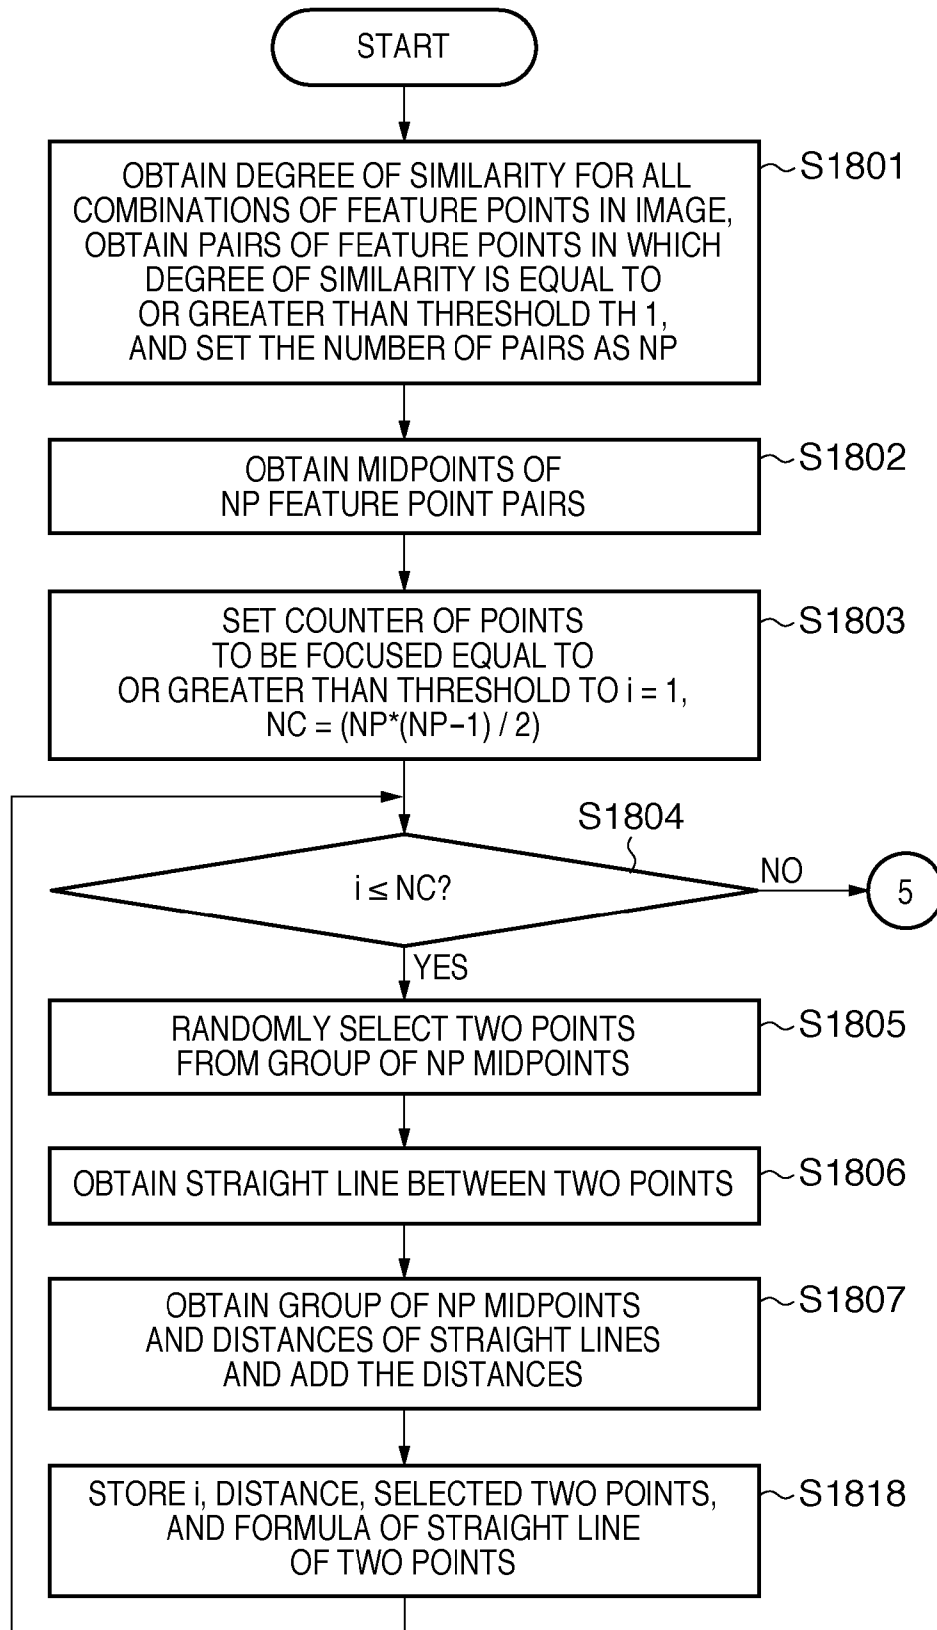 START
S1801
OBTAIN DEGREE OF SIMILARITY FOR ALL
COMBINATIONS OF FEATURE POINTS IN IMAGE,
OBTAIN PAIRS OF FEATURE POINTS IN WHICH
DEGREE OF SIMILARITY IS EQUAL TO
OR GREATER THAN THRESHOLD TH 1,
AND SET THE NUMBER OF PAIRS AS NP
S1802
OBTAIN MIDPOINTS OF
NP FEATURE POINT PAIRS
S1803
SET COUNTER OF POINTS
TO BE FOCUSED EQUAL TO
OR GREATER THAN THRESHOLD TO i = 1,
NC = (NP*(NP−1) / 2)
S1804
i ≤ NC?
NO
5
YES
S1805
RANDOMLY SELECT TWO POINTS
FROM GROUP OF NP MIDPOINTS
S1806
OBTAIN STRAIGHT LINE BETWEEN TWO POINTS
S1807
OBTAIN GROUP OF NP MIDPOINTS
AND DISTANCES OF STRAIGHT LINES
AND ADD THE DISTANCES
S1818
STORE i, DISTANCE, SELECTED TWO POINTS,
AND FORMULA OF STRAIGHT LINE
OF TWO POINTS